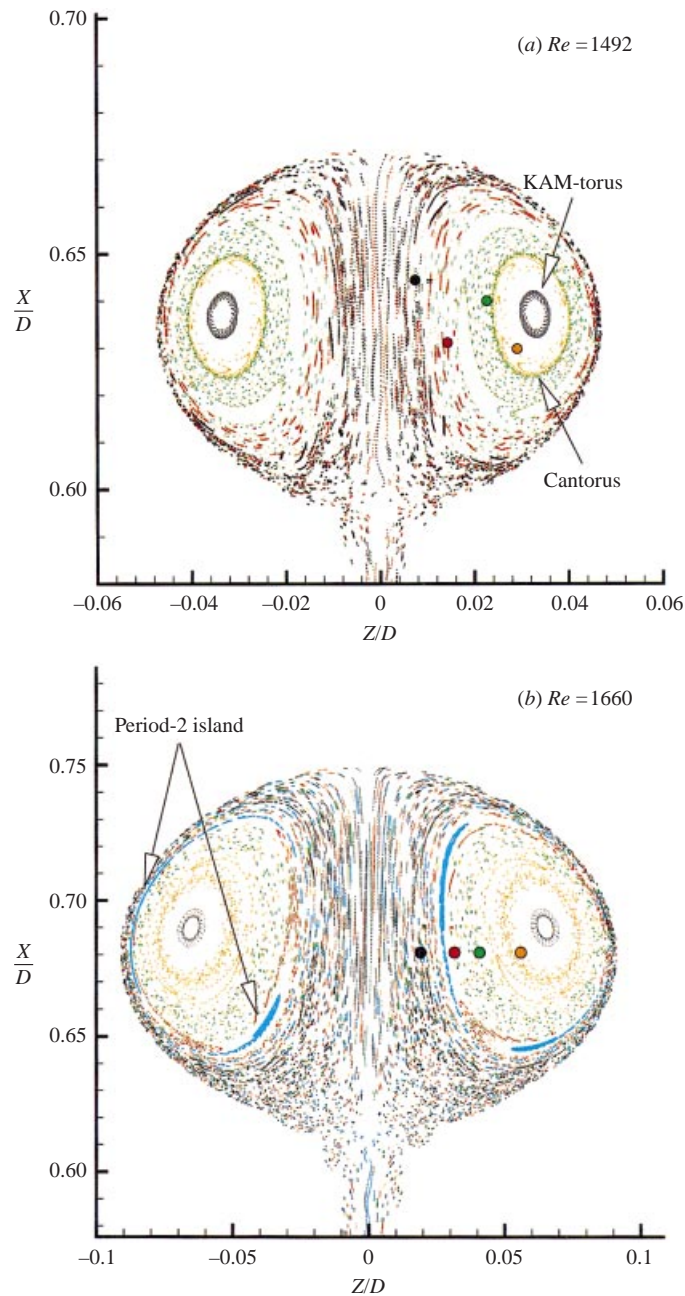 0.70
(a) Re = 1492
KAM-torus
0.65
X
D
0.60
Cantorus
–0.06
–0.04
–0.02
0
0.02
0.04
0.06
Z/D
(b) Re = 1660
Period-2 island
0.75
0.70
X
D
0.65
0.60
–0.1
–0.05
0
0.05
0.1
Z/D